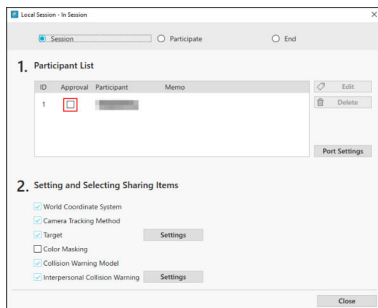 Local Session - In Session
Session Participate End
1. Participant List
ID Approval Participant Memo
1
Edit
Delete
Port Settings
2. Setting and Selecting Sharing Items
World Coordinate System
Camera Tracking Method
Target Settings
Color Masking
Collision Warning Model
Interpersonal Collision Warning Settings
Close